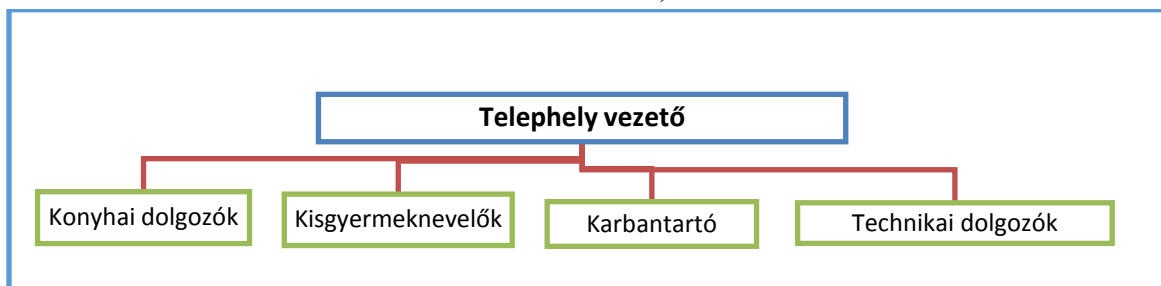 Telephely vezető
Konyhai dolgozók
Kisgyermeknevelők
Karbantartó
Technikai dolgozók